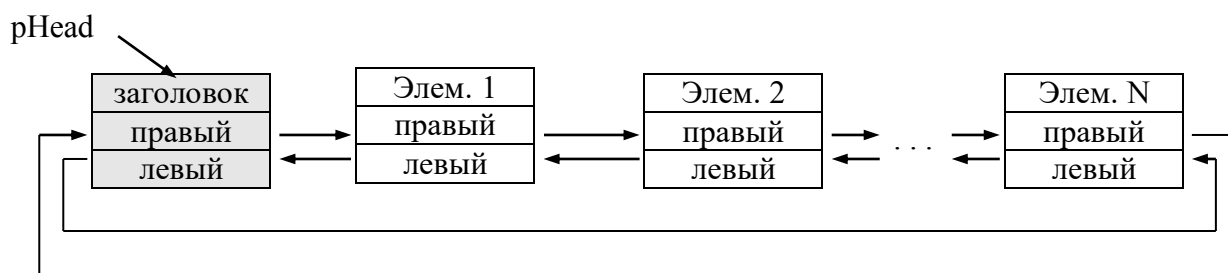 pHead
заголовок
правый
левый
Элем. 1
правый
левый
Элем. 2
правый
левый
. . .
Элем. N
правый
левый